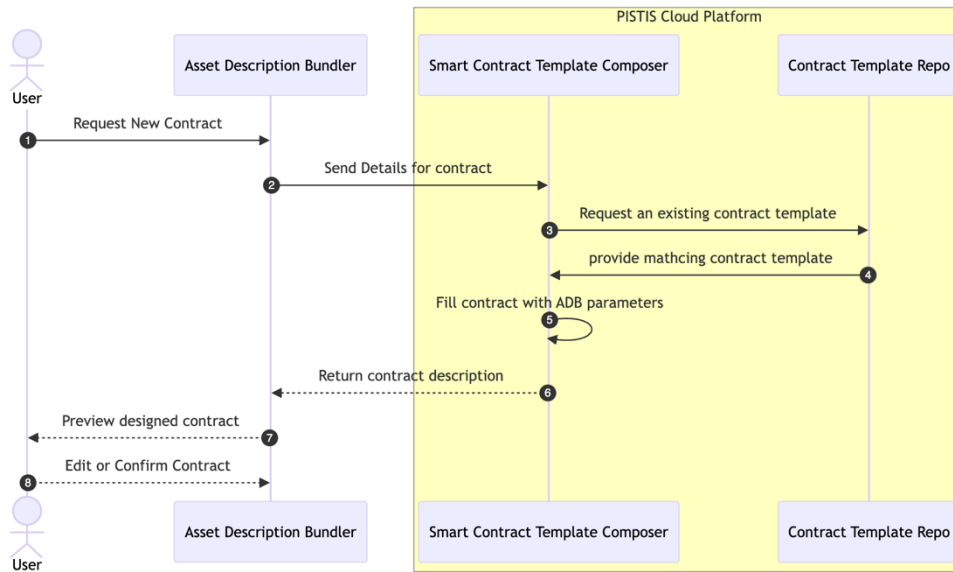 PISTIS Cloud Platform
User
Asset Description Bundler
Smart Contract Template Composer
Contract Template Repo
1
Request New Contract
2
Send Details for contract
3
Request an existing contract template
provide mathcing contract template
4
Fill contract with ADB parameters
5
Return contract description
6
Preview designed contract
7
Edit or Confirm Contract
8
User
Asset Description Bundler
Smart Contract Template Composer
Contract Template Repo